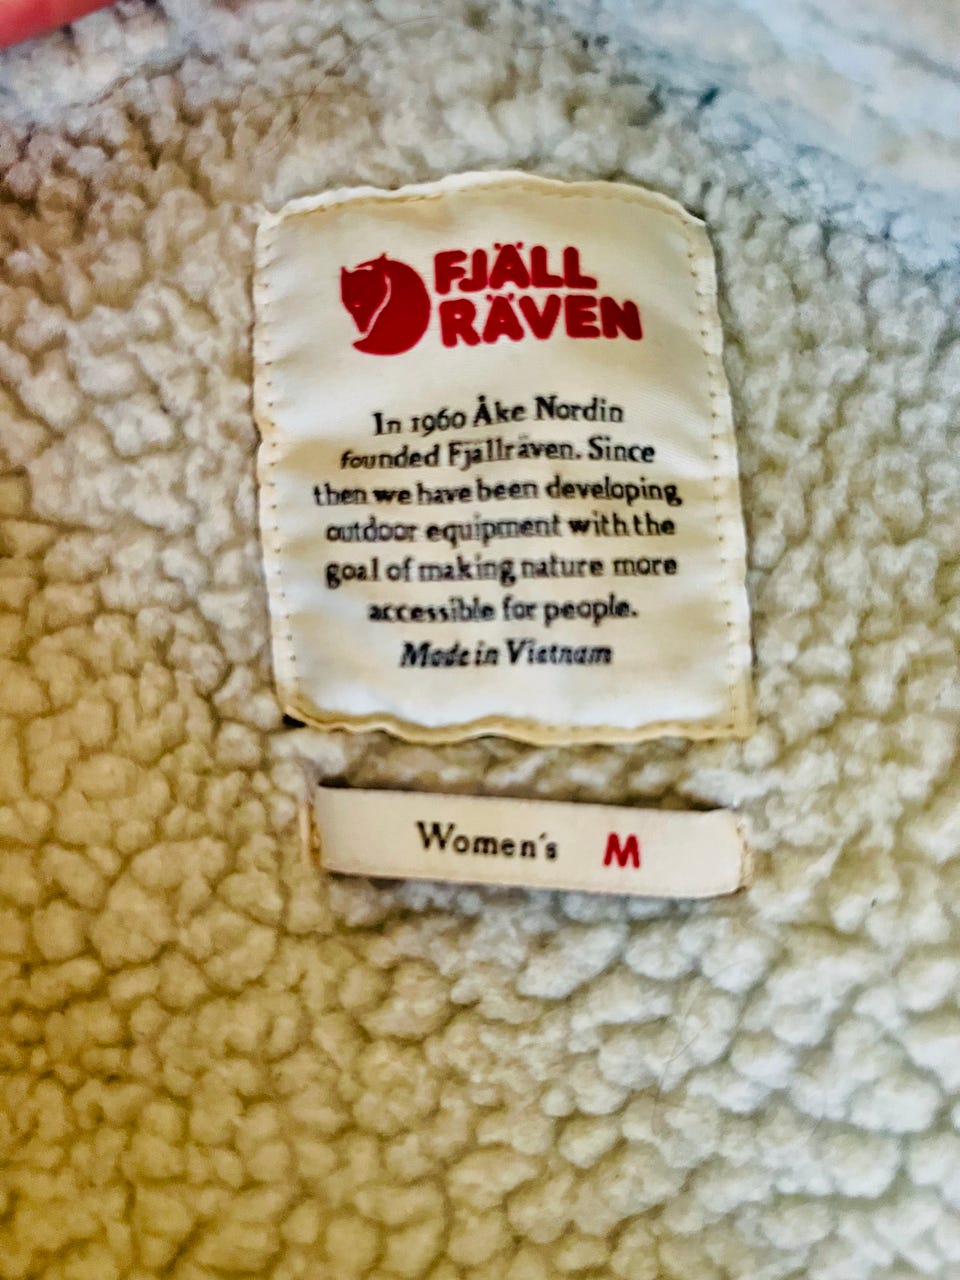 FJÄLL
RÄVEN
In 1960 Åke Nordin
founded Fjällräven. Since
then we have been developing
outdoor equipment with the
goal of making nature more
accessible for people.
Made in Vietnam
Women's M